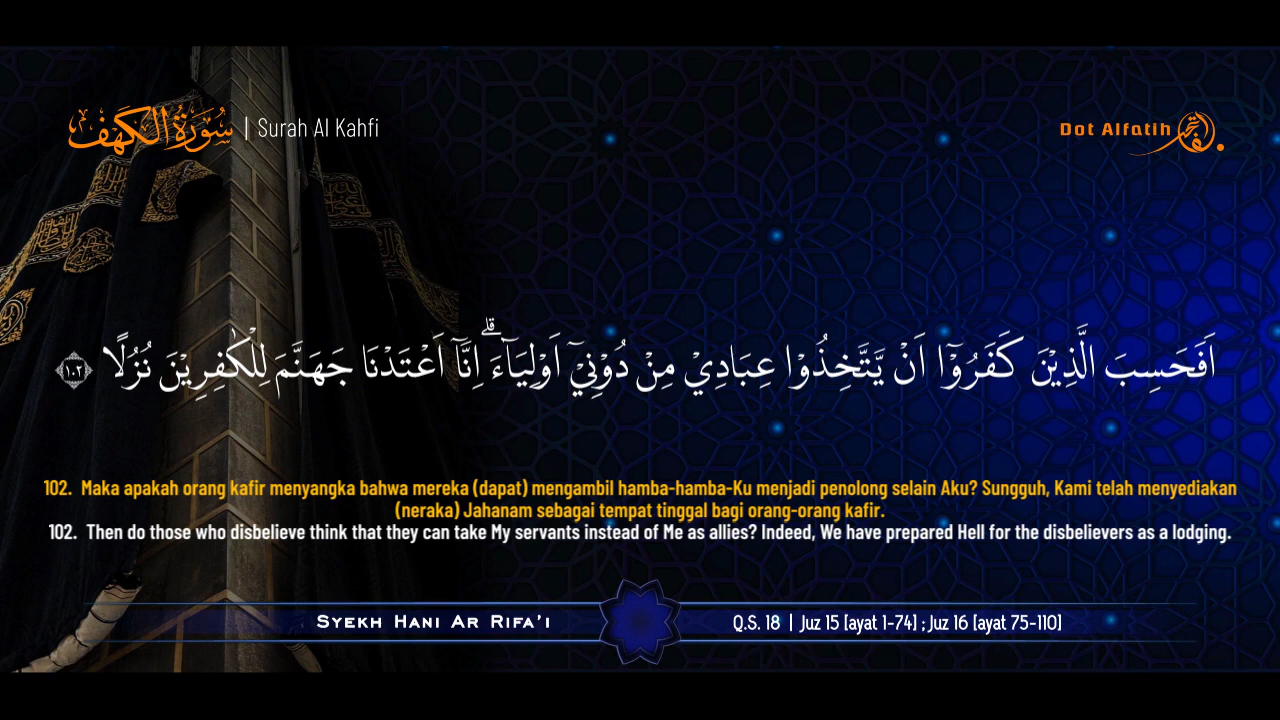 سُوْرَةُ الْكَهْفِ | Surah Al Kahfi
Dot Alfatih
اَفَحَسِبَ الَّذِيْنَ كَفَرُوْٓا اَنْ يَّتَّخِذُوْا عِبَادِيْ مِنْ دُوْنِيْٓ اَوْلِيَاۤءَ ۗاِنَّآ اَعْتَدْنَا جَهَنَّمَ لِلْكٰفِرِيْنَ نُزُلًا ١٠٢
102. Maka apakah orang kafir menyangka bahwa mereka (dapat) mengambil hamba-hamba-Ku menjadi penolong selain Aku? Sungguh, Kami telah menyediakan
(neraka) Jahanam sebagai tempat tinggal bagi orang-orang kafir.
102. Then do those who disbelieve think that they can take My servants instead of Me as allies? Indeed, We have prepared Hell for the disbelievers as a lodging.
Syekh Hani Ar Rifa'i
Q.S. 18 | Juz 15 [ayat 1-74] ; Juz 16 [ayat 75-110]